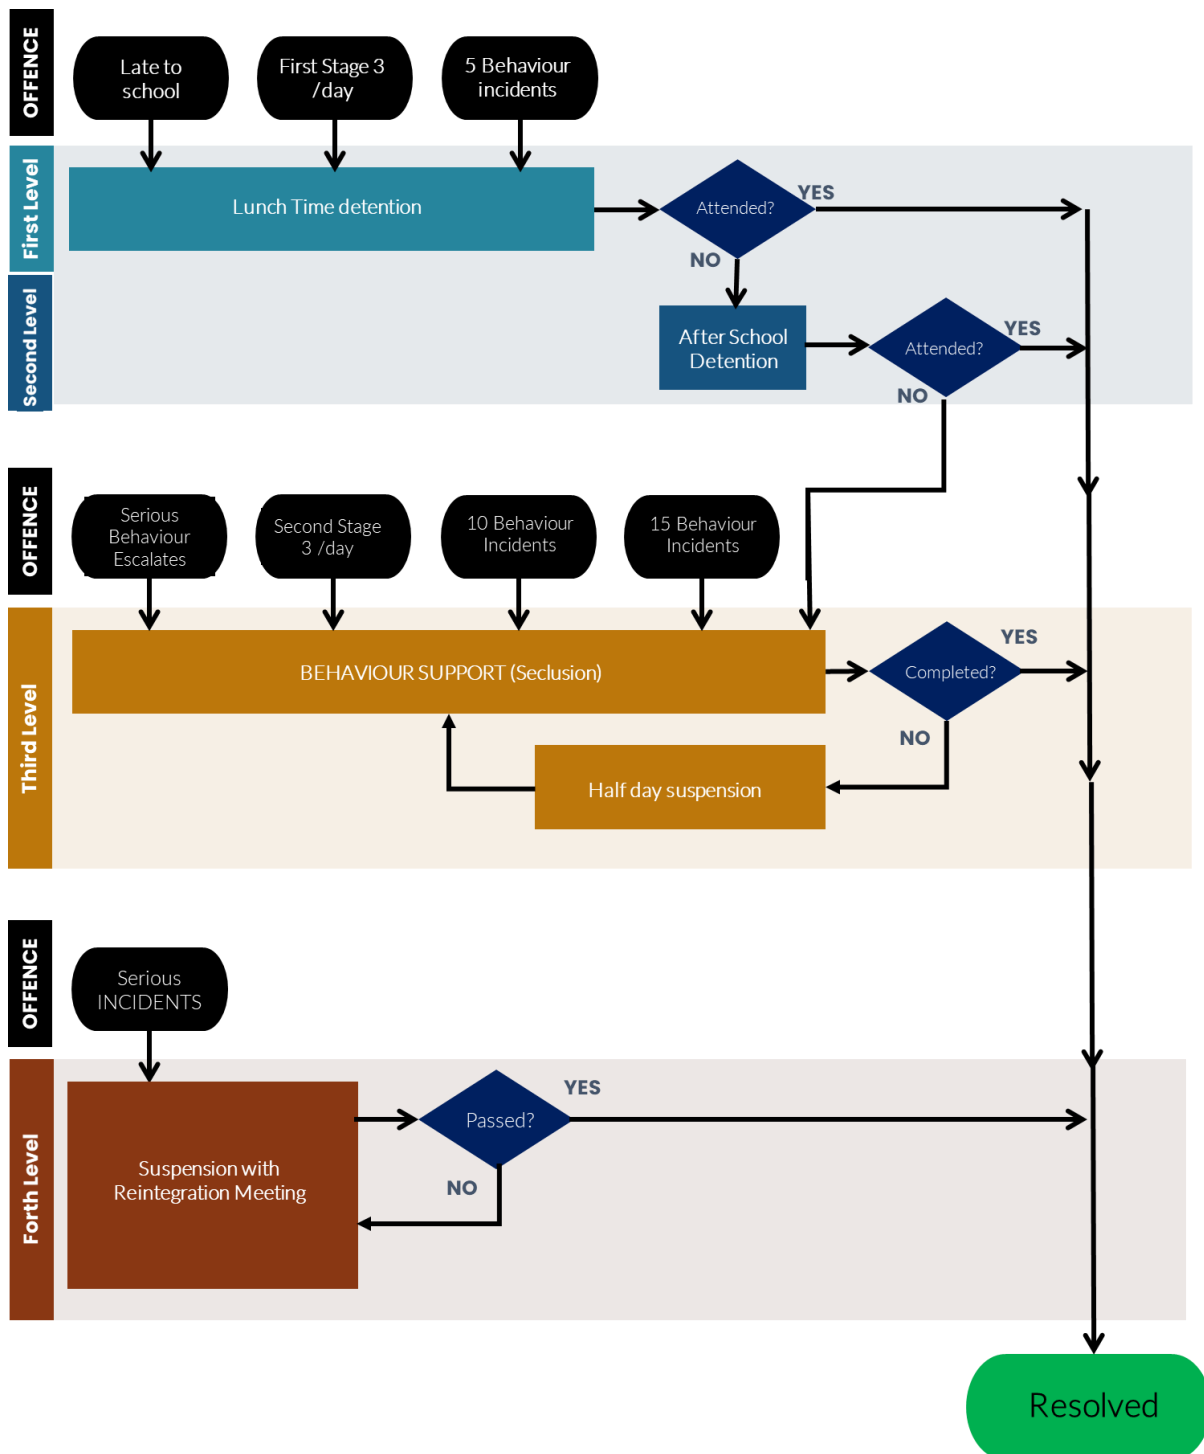 OFFENCE
Late to
school
First Stage 3
/day
5 Behaviour
incidents
First Level
Lunch Time detention
Attended?
YES
NO
Second Level
After School
Detention
Attended?
YES
NO
OFFENCE
Serious
Behaviour
Escalates
Second Stage
3 /day
10 Behaviour
Incidents
15 Behaviour
Incidents
Third Level
BEHAVIOUR SUPPORT (Seclusion)
Completed?
YES
NO
Half day suspension
OFFENCE
Serious
INCIDENTS
Forth Level
Suspension with
Reintegration Meeting
Passed?
YES
NO
Resolved